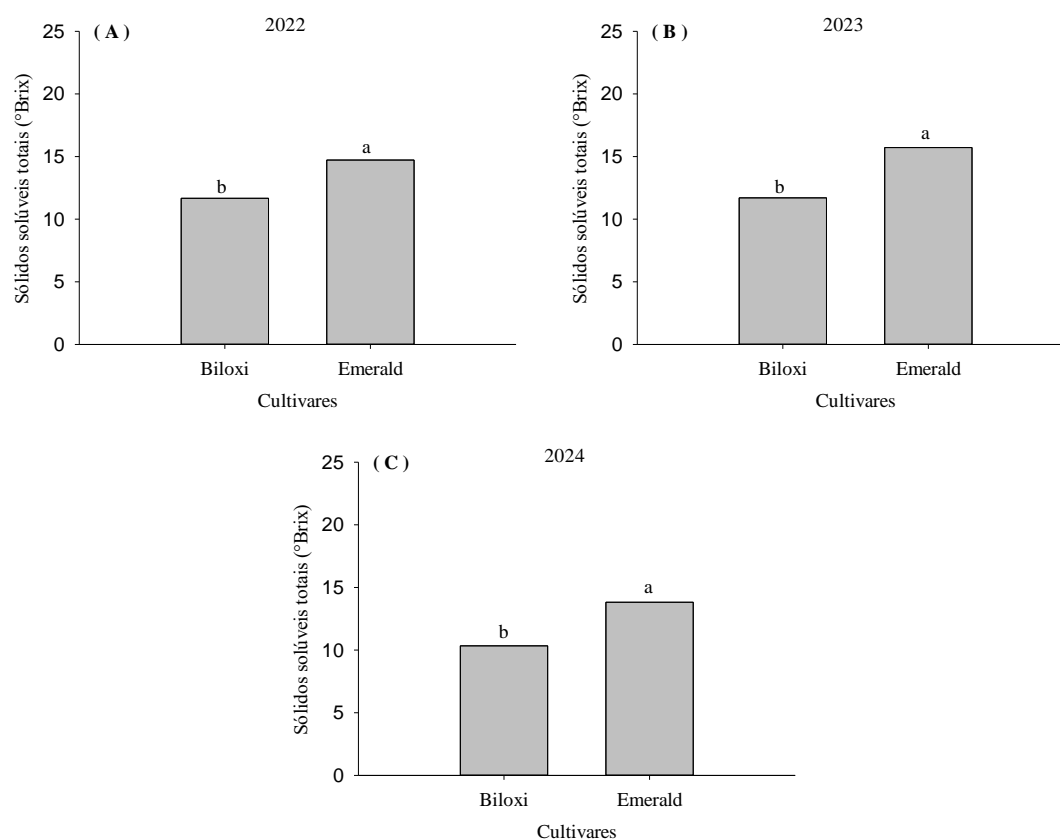 ( A )
2022
Sólidos solúveis totais (°Brix)
25
20
15
10
5
0
b
a
Biloxi
Emerald
Cultivares
( B )
2023
Sólidos solúveis totais (°Brix)
25
20
15
10
5
0
b
a
Biloxi
Emerald
Cultivares
( C )
2024
Sólidos solúveis totais (°Brix)
25
20
15
10
5
0
b
a
Biloxi
Emerald
Cultivares